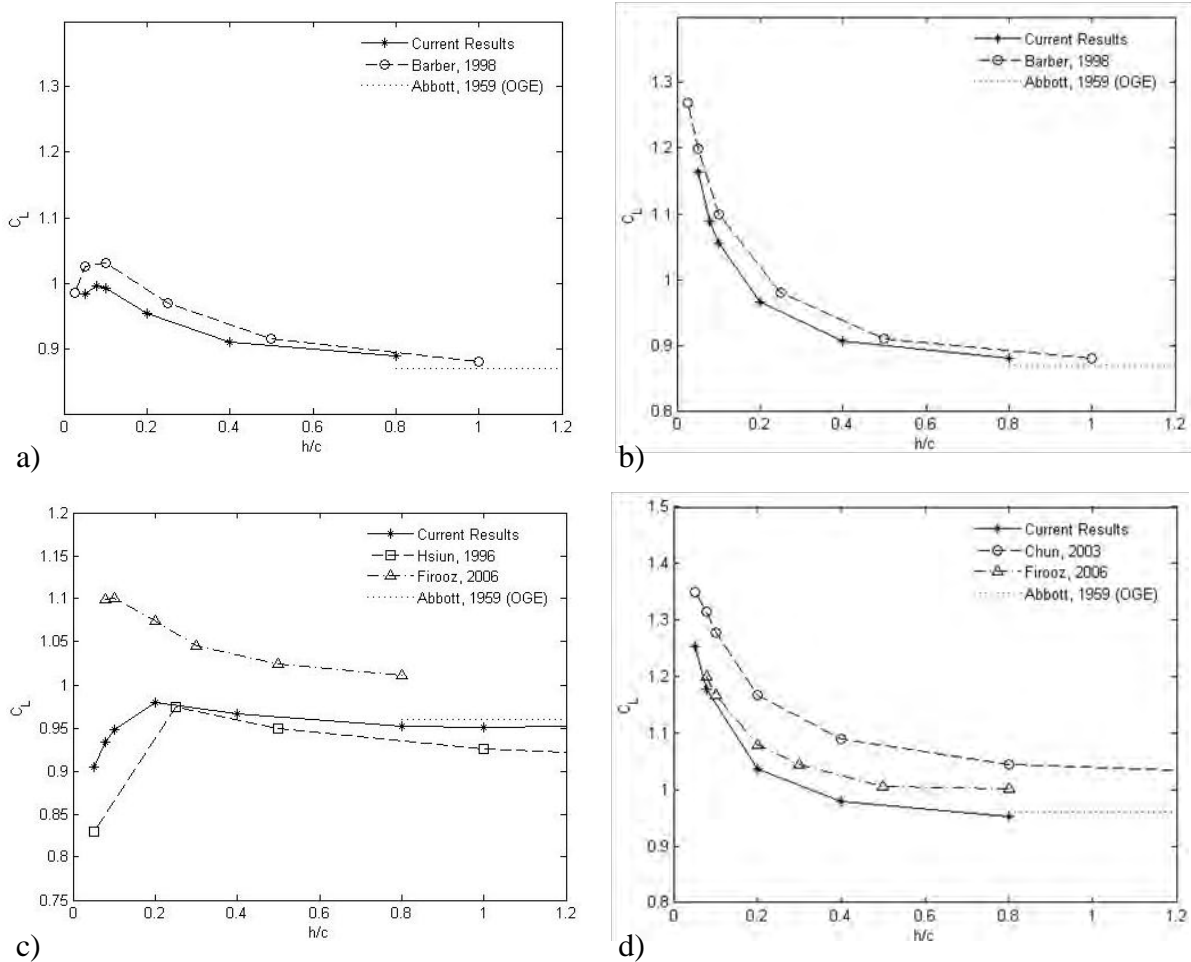 Current Results
Barber, 1998
Abbott, 1959 (OGE)
1.3
1.2
1.1
1
0.9
C_L
0 0.2 0.4 0.6 0.8 1 1.2
h/c
a)
Current Results
Barber, 1998
Abbott, 1959 (OGE)
1.3
1.2
1.1
1
0.9
0.8
C_L
0 0.2 0.4 0.6 0.8 1 1.2
h/c
b)
1.2
Current Results
Hsiun, 1996
Firooz, 2006
Abbott, 1959 (OGE)
1.15
1.1
1.05
1
0.95
0.9
0.85
0.8
0.75
C_L
0 0.2 0.4 0.6 0.8 1 1.2
h/c
c)
1.5
Current Results
Chun, 2003
Firooz, 2006
Abbott, 1959 (OGE)
1.4
1.3
1.2
1.1
1
0.9
0.8
C_L
0 0.2 0.4 0.6 0.8 1 1.2
h/c
d)